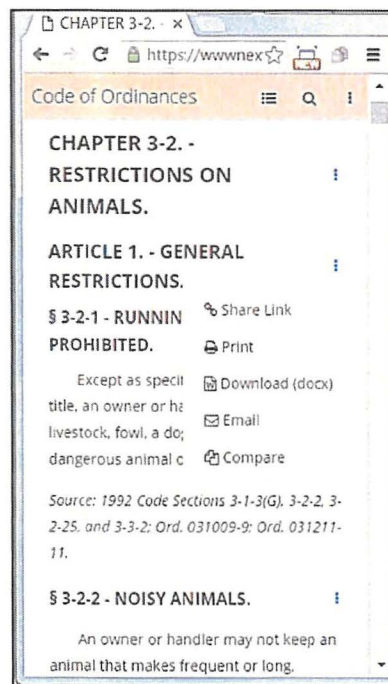 CHAPTER 3-2. -
https://wwwnex
Code of Ordinances
CHAPTER 3-2. -
RESTRICTIONS ON
ANIMALS.
ARTICLE 1. - GENERAL
RESTRICTIONS.
§ 3-2-1 - RUNNIN
PROHIBITED.
Share Link
Print
Download (docx)
Email
Compare
Except as specif
title, an owner or ha
livestock, fowl, a do
dangerous animal o
Source: 1992 Code Sections 3-1-3(G), 3-2-2, 3-
2-25, and 3-3-2; Ord. 031009-9; Ord. 031211-
11.
§ 3-2-2 - NOISY ANIMALS.
An owner or handler may not keep an
animal that makes frequent or long,